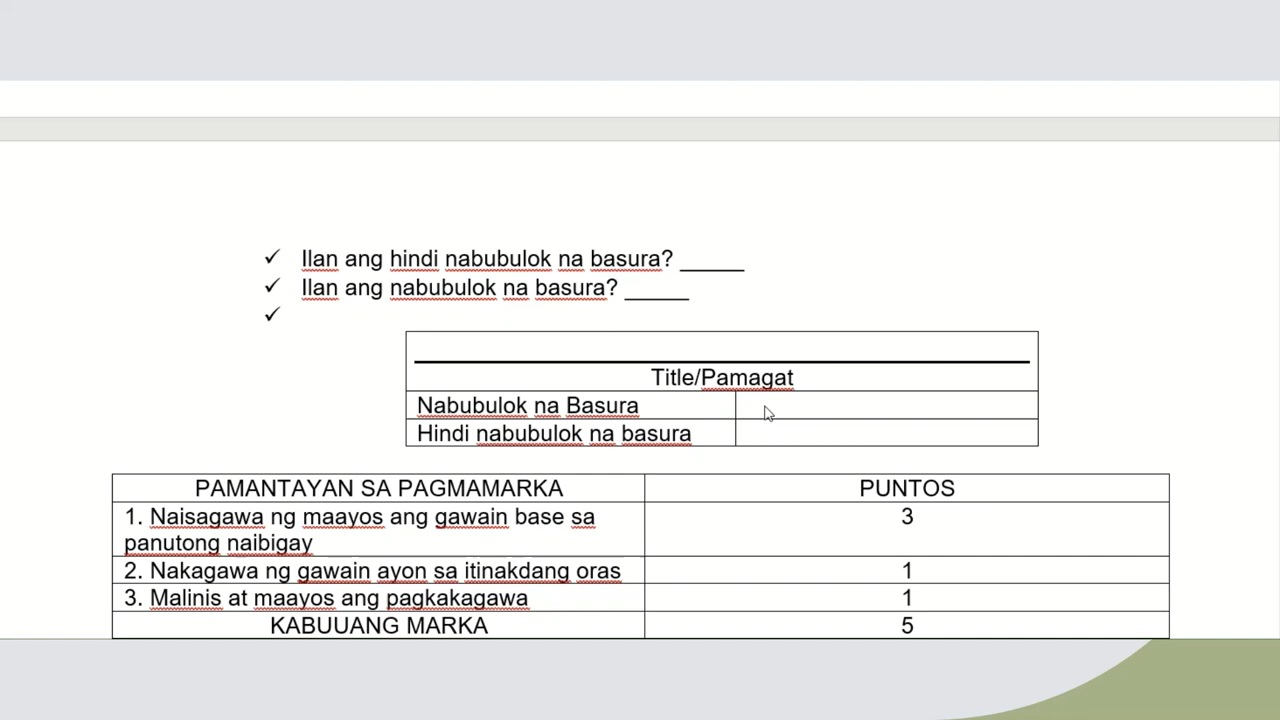 ✓ Ilan ang hindi nabubulok na basura? _____
✓ Ilan ang nabubulok na basura? _____
✓
Title/Pamagat
Nabubulok na Basura
Hindi nabubulok na basura
PAMANTAYAN SA PAGMAMARKA PUNTOS
1. Naisagawa ng maayos ang gawain base sa 3
panutong naibigay
2. Nakagawa ng gawain ayon sa itinakdang oras 1
3. Malinis at maayos ang pagkakagawa 1
KABUUANG MARKA 5